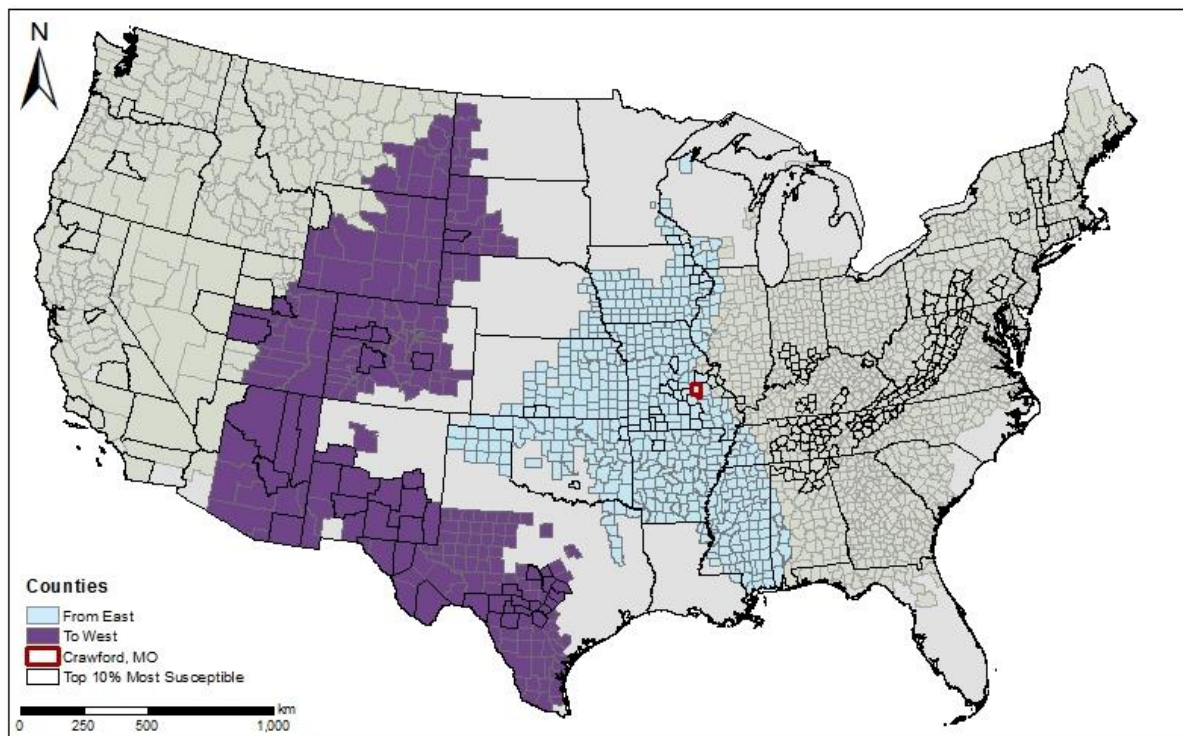 N
Counties
From East
To West
Crawford, MO
Top 10% Most Susceptible
km
0 250 500 1,000